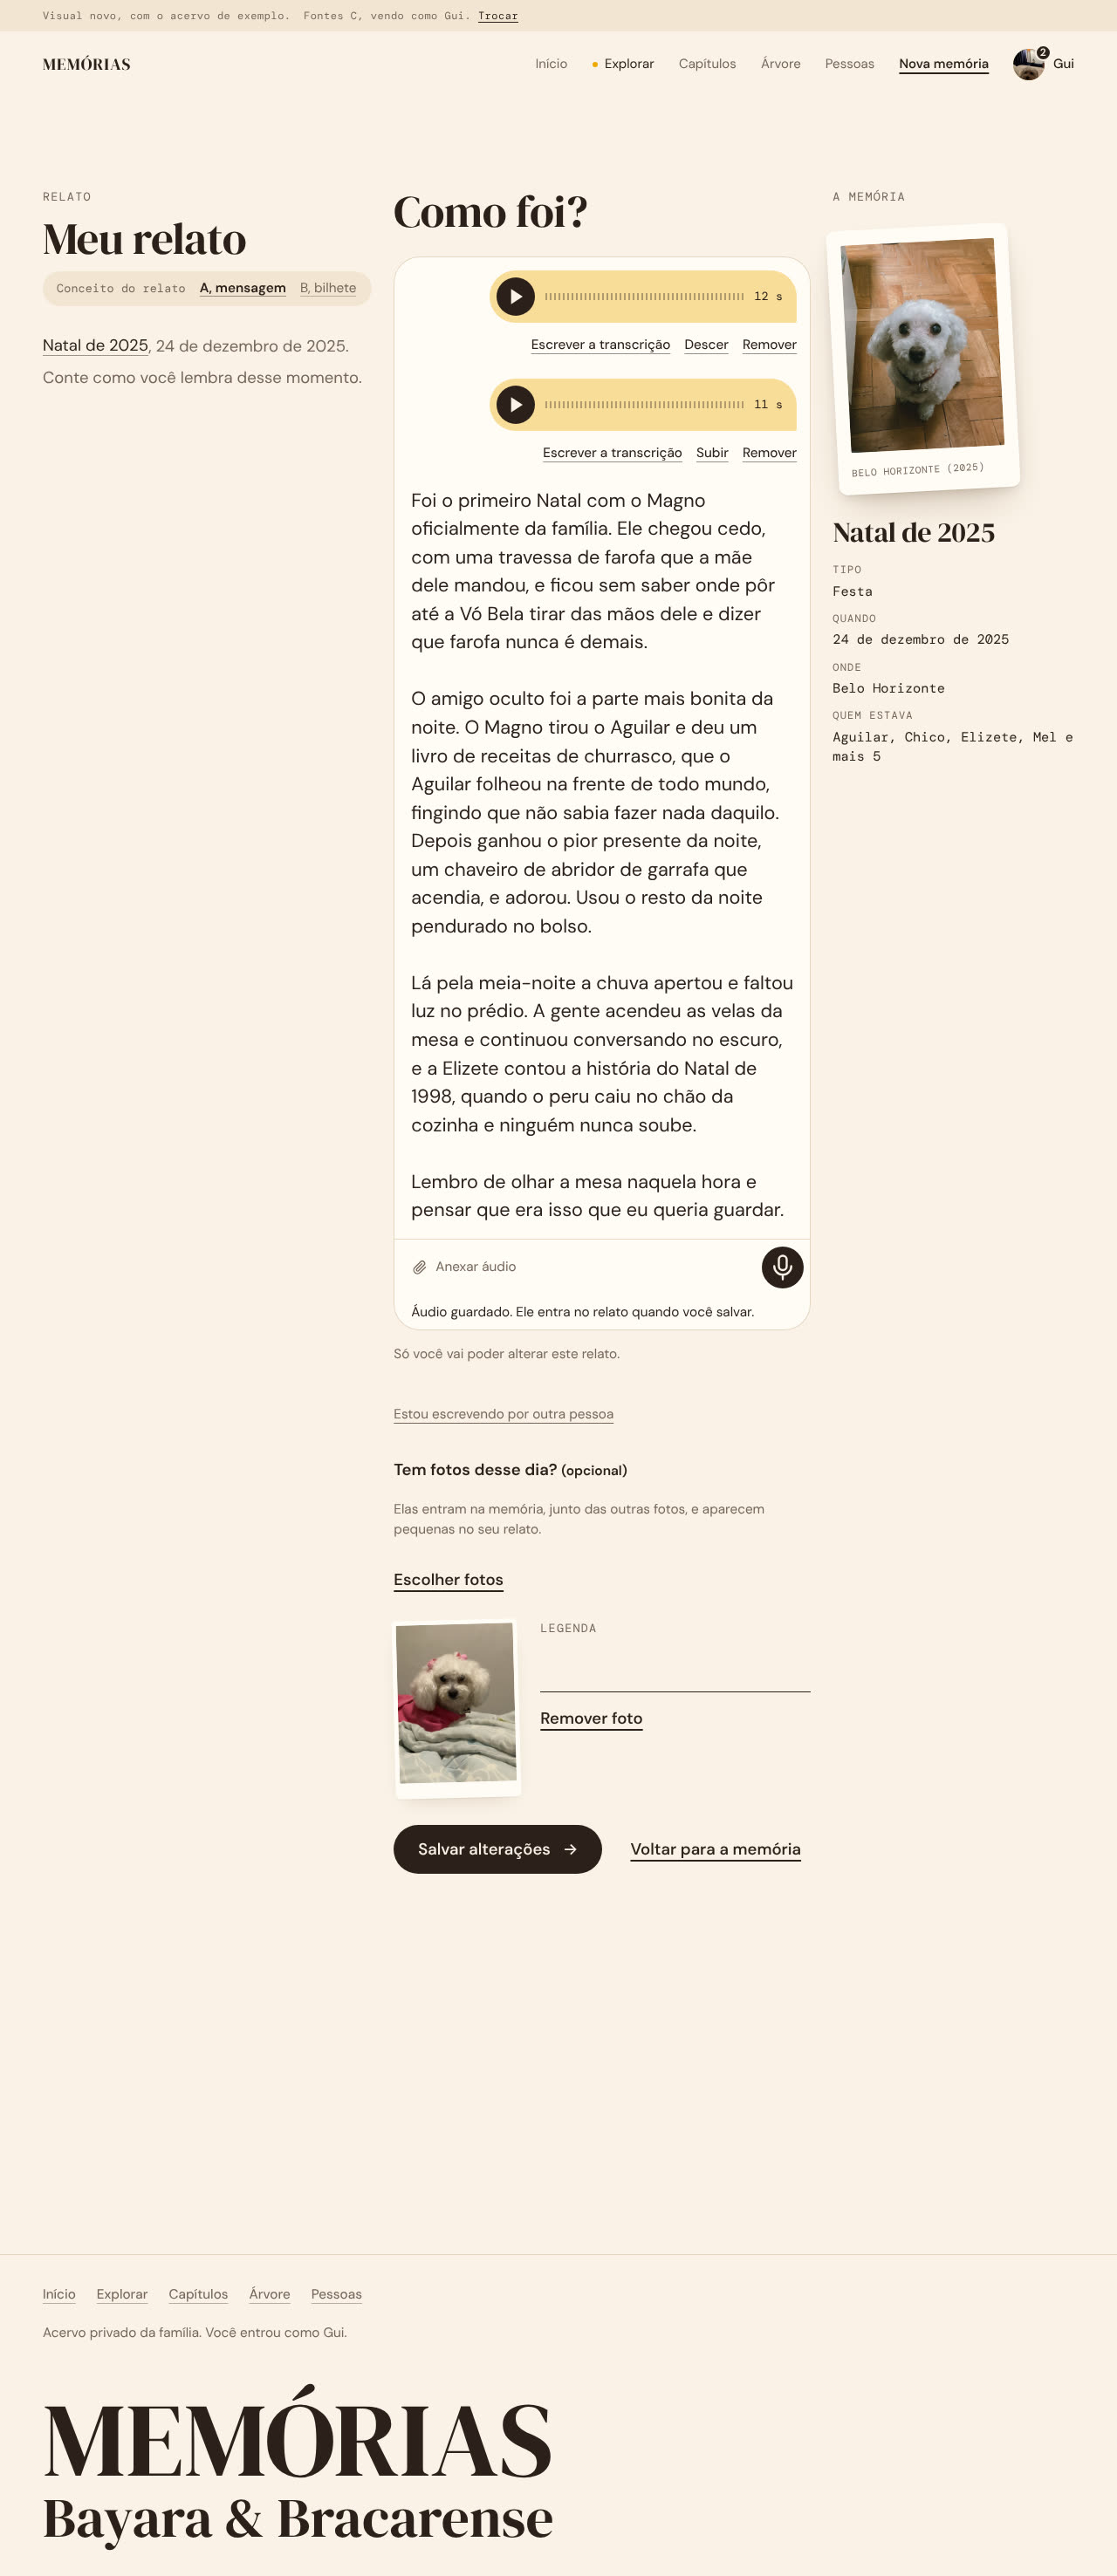 Visual novo, com o acervo de exemplo. Fontes C, vendo como Gui. Trocar
MEMÓRIAS
Início
Explorar
Capítulos
Árvore
Pessoas
Nova memória
2
Gui
RELATO
Meu relato
Conceito do relato A, mensagem B, bilhete
Natal de 2025, 24 de dezembro de 2025.
Conte como você lembra desse momento.
Como foi?
12 s
Escrever a transcrição Descer Remover
11 s
Escrever a transcrição Subir Remover
Foi o primeiro Natal com o Magno
oficialmente da família. Ele chegou cedo,
com uma travessa de farofa que a mãe
dele mandou, e ficou sem saber onde pôr
até a Vó Bela tirar das mãos dele e dizer
que farofa nunca é demais.
O amigo oculto foi a parte mais bonita da
noite. O Magno tirou o Aguilar e deu um
livro de receitas de churrasco, que o
Aguilar folheou na frente de todo mundo,
fingindo que não sabia fazer nada daquilo.
Depois ganhou o pior presente da noite,
um chaveiro de abridor de garrafa que
acendia, e adorou. Usou o resto da noite
pendurado no bolso.
Lá pela meia-noite a chuva apertou e faltou
luz no prédio. A gente acendeu as velas da
mesa e continuou conversando no escuro,
e a Elizete contou a história do Natal de
1998, quando o peru caiu no chão da
cozinha e ninguém nunca soube.
Lembro de olhar a mesa naquela hora e
pensar que era isso que eu queria guardar.
Anexar áudio
Áudio guardado. Ele entra no relato quando você salvar.
Só você vai poder alterar este relato.
Estou escrevendo por outra pessoa
Tem fotos desse dia? (opcional)
Elas entram na memória, junto das outras fotos, e aparecem
pequenas no seu relato.
Escolher fotos
LEGENDA
Remover foto
Salvar alterações →
Voltar para a memória
A MEMÓRIA
BELO HORIZONTE (2025)
Natal de 2025
TIPO
Festa
QUANDO
24 de dezembro de 2025
ONDE
Belo Horizonte
QUEM ESTAVA
Aguilar, Chico, Elizete, Mel e
mais 5
Início Explorar Capítulos Árvore Pessoas
Acervo privado da família. Você entrou como Gui.
MEMÓRIAS
Bayara & Bracarense